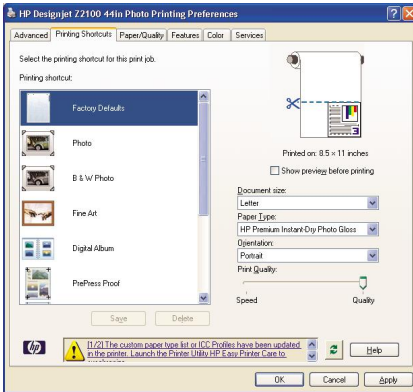 HP Designjet Z2100 44in Photo Printing Preferences
Advanced Printing Shortcuts Paper/Quality Features Color Services
Select the printing shortcut for this print job.
Printing shortcut:
Factory Defaults
Photo
B & W Photo
Fine Art
Digital Album
PrePress Proof
Save Delete
3
Printed on: 8.5 × 11 inches
Show preview before printing
Document size:
Letter
Paper Type:
HP Premium Instant-Dry Photo Gloss
Orientation:
Portrait
Print Quality:
Speed Quality
hp
[1/2] The custom paper type list or ICC Profiles have been updated
in the printer. Launch the Printer Utility HP Easy Printer Care to
Help
OK Cancel Apply